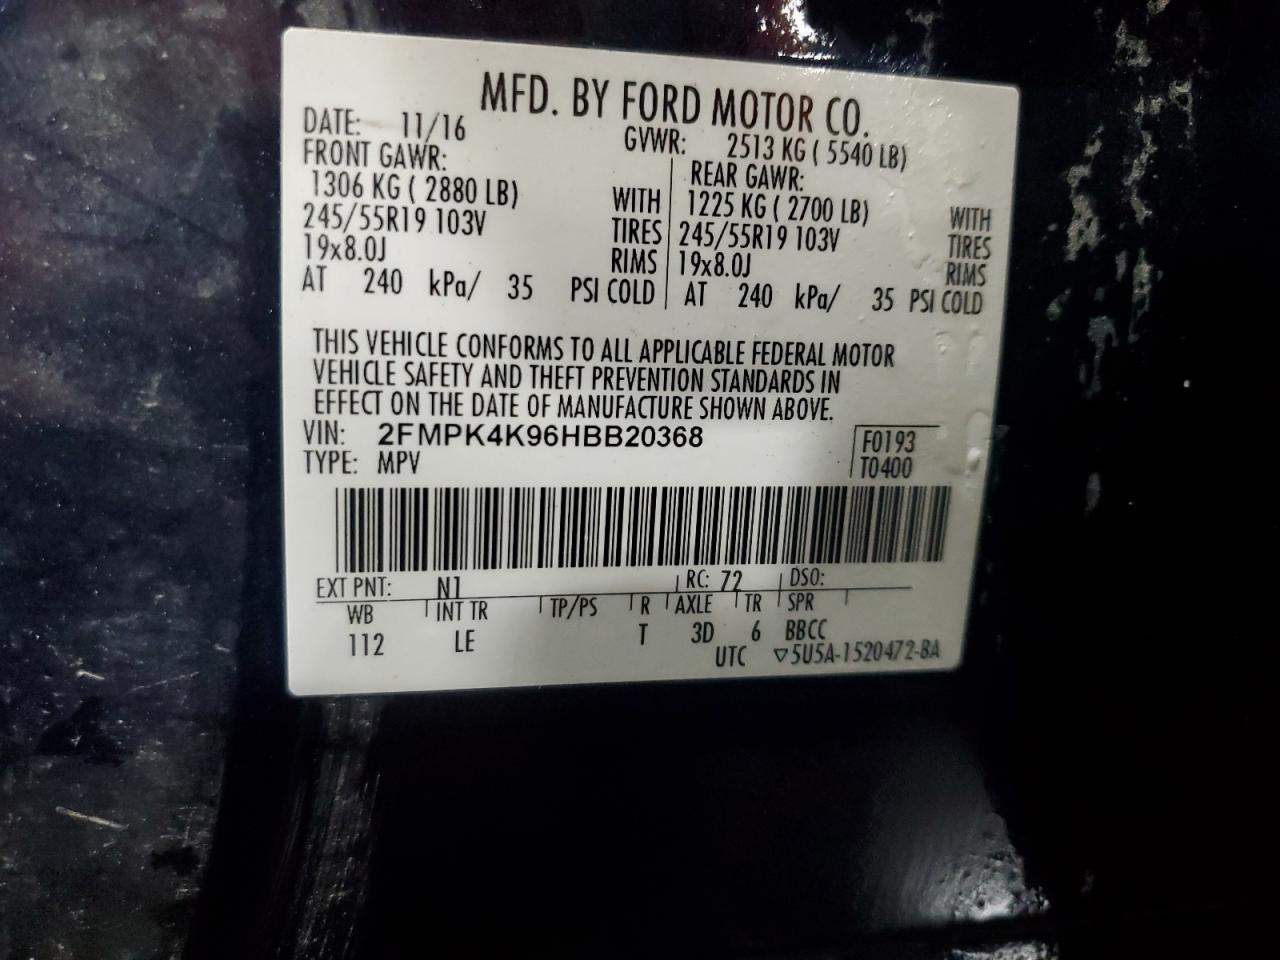 MFD. BY FORD MOTOR CO.
DATE: 11/16 GVWR: 2513 KG ( 5540 LB)
FRONT GAWR: REAR GAWR:
1306 KG ( 2880 LB) WITH 1225 KG ( 2700 LB) WITH
245/55R19 103V TIRES 245/55R19 103V TIRES
19x8.0J RIMS 19x8.0J RIMS
AT 240 kPa/ 35 PSI COLD AT 240 kPa/ 35 PSI COLD
THIS VEHICLE CONFORMS TO ALL APPLICABLE FEDERAL MOTOR
VEHICLE SAFETY AND THEFT PREVENTION STANDARDS IN
EFFECT ON THE DATE OF MANUFACTURE SHOWN ABOVE.
VIN: 2FMPK4K96HBB20368 F0193
TYPE: MPV T0400
EXT PNT: N1 RC: 72 DSO:
WB INT TR TP/PS R AXLE TR SPR
112 LE T 3D 6 BBCC
UTC ▽5U5A-1520472-BA